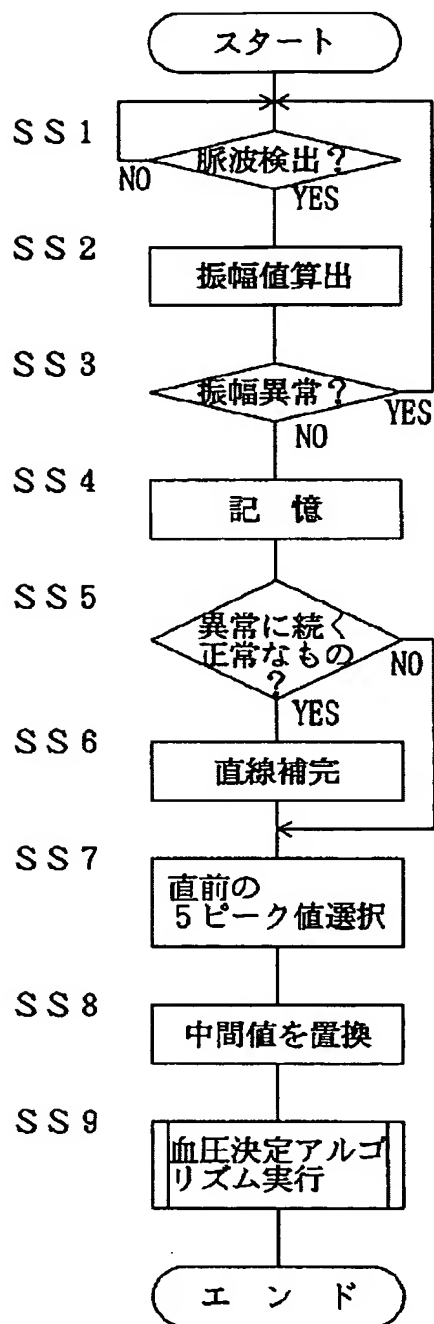 スタート
ＳＳ１
脈波検出？
NO
YES
ＳＳ２
振幅値算出
ＳＳ３
振幅異常？
YES
NO
ＳＳ４
記　憶
ＳＳ５
異常に続く
正常なもの
？
NO
YES
ＳＳ６
直線補完
ＳＳ７
直前の
５ピーク値選択
ＳＳ８
中間値を置換
ＳＳ９
血圧決定アルゴ
リズム実行
エ　ン　ド